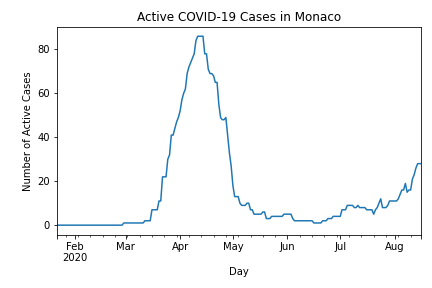 Active COVID-19 Cases in Monaco
Number of Active Cases
80
60
40
20
0
Feb Mar Apr May Jun Jul Aug
2020
Day